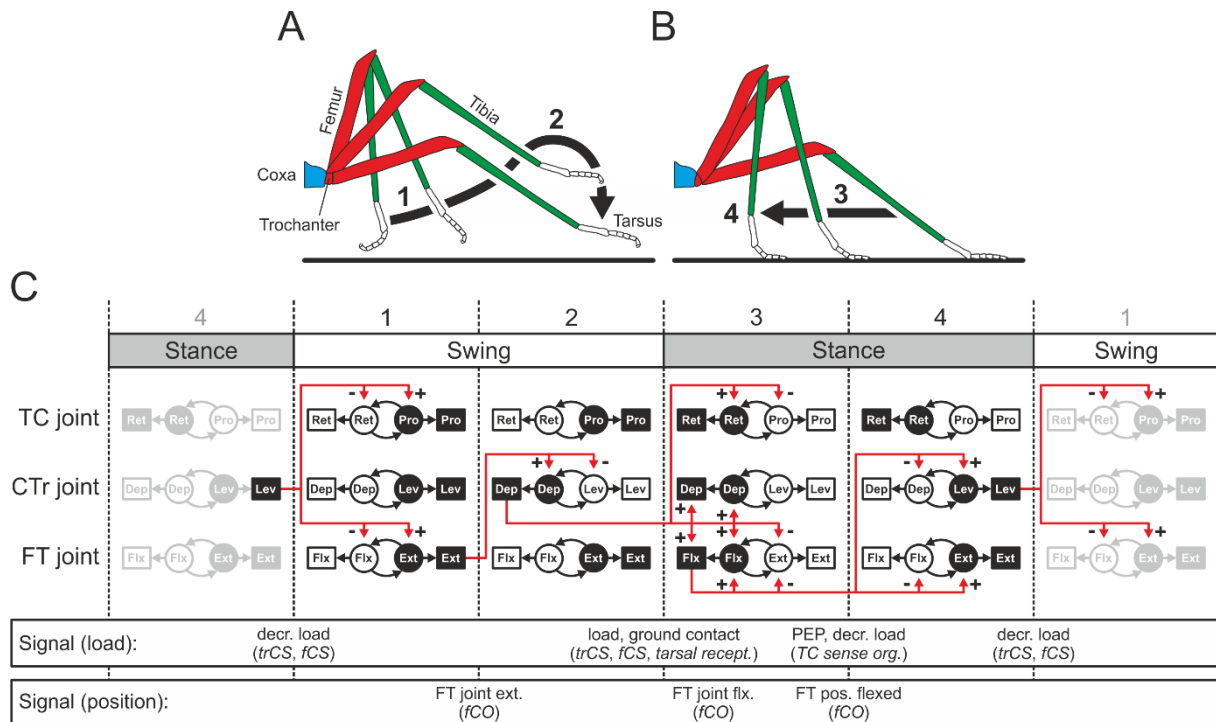 A
B
Femur
Tibia
2
Coxa
1
3
4
Trochanter
Tarsus
C
4 1 2 3 4 1
Stance Swing Stance Swing
- + + - - +
TC joint Ret Ret Pro Pro Ret Ret Pro Pro Ret Ret Pro Pro Ret Ret Pro Pro Ret Ret Pro Pro Ret Ret Pro Pro
+ - - +
CTr joint Dep Dep Lev Lev Dep Dep Lev Lev Dep Dep Lev Lev Dep Dep Lev Lev Dep Dep Lev Lev Dep Dep Lev Lev
+ +
- + + + - - +
FT joint Flx Flx Ext Ext Flx Flx Ext Ext Flx Flx Ext Ext Flx Flx Ext Ext Flx Flx Ext Ext Flx Flx Ext Ext
+ - - +
Signal (load): decr. load load, ground contact PEP, decr. load decr. load
(trCS, fCS) (trCS, fCS, tarsal recept.) (TC sense org.) (trCS, fCS)
Signal (position): FT joint ext. FT joint flx. FT pos. flexed
(fCO) (fCO) (fCO)